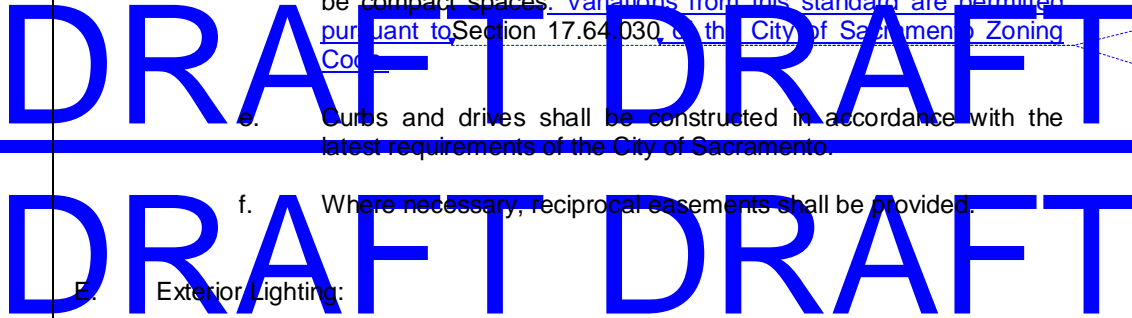 be compact spaces. Variations from this standard are permitted
pursuant toSection 17.64.030 of the City of Sacramento Zoning
Code.
e. Curbs and drives shall be constructed in accordance with the
latest requirements of the City of Sacramento.
f. Where necessary, reciprocal easements shall be provided.
E. Exterior Lighting:
DRAFT DRAFT
DRAFT DRAFT